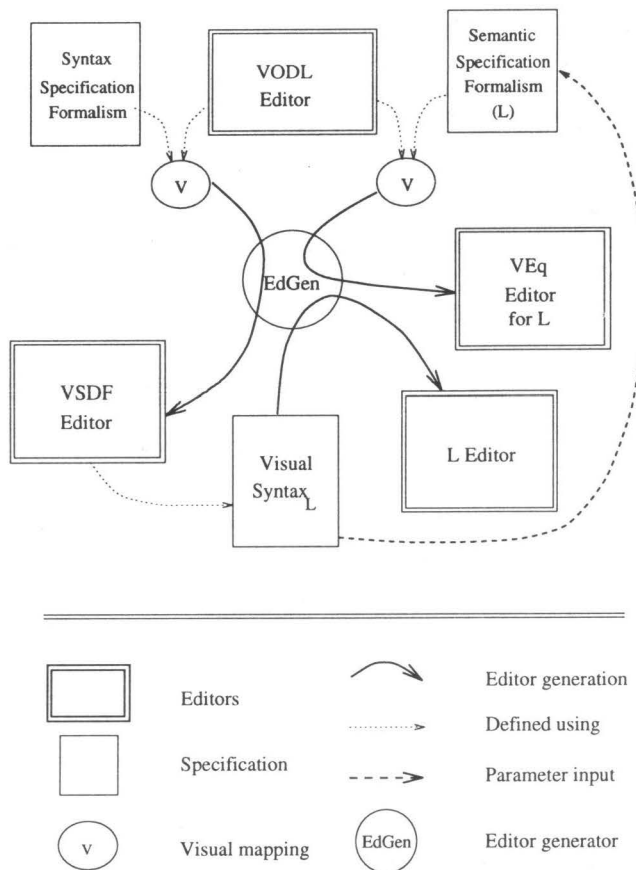 Syntax
Specification
Formalism
VODL
Editor
Semantic
Specification
Formalism
(L)
v
v
EdGen
VEq
Editor
for L
VSDF
Editor
Visual
Syntax L
L Editor
Editors
Editor generation
Defined using
Specification
Parameter input
v
Visual mapping
EdGen
Editor generator